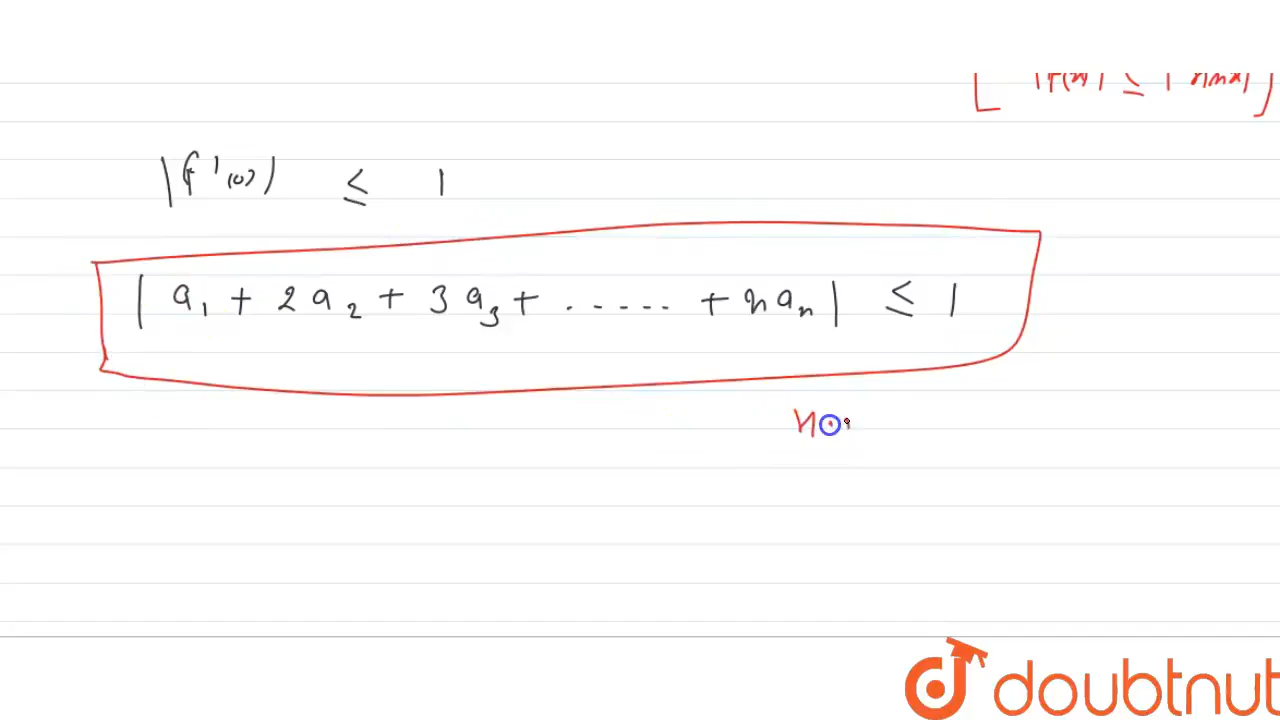 |f'(0)| ≤ 1
|a₁ + 2a₂ + 3a₃ + ...... + naₙ| ≤ 1
doubtnut